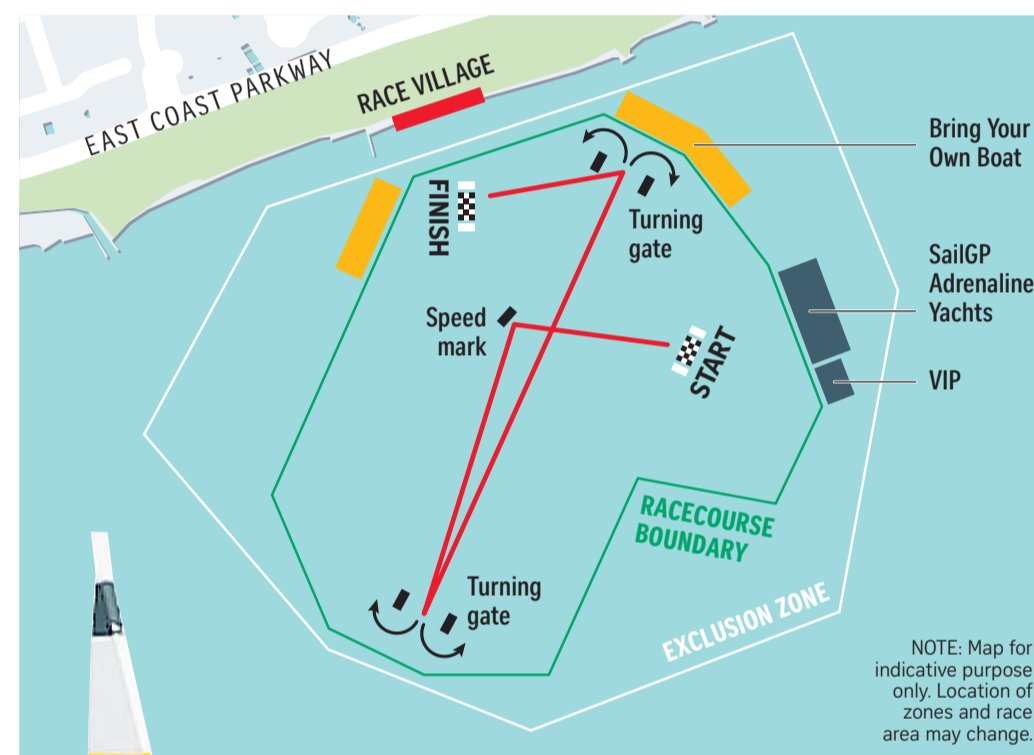 EAST COAST PARKWAY
RACE VILLAGE
Bring Your
Own Boat
FINISH
Turning
gate
SailGP
Adrenaline
Yachts
Speed
mark
START
VIP
RACECOURSE
BOUNDARY
Turning
gate
EXCLUSION ZONE
NOTE: Map for
indicative purpose
only. Location of
zones and race
area may change.